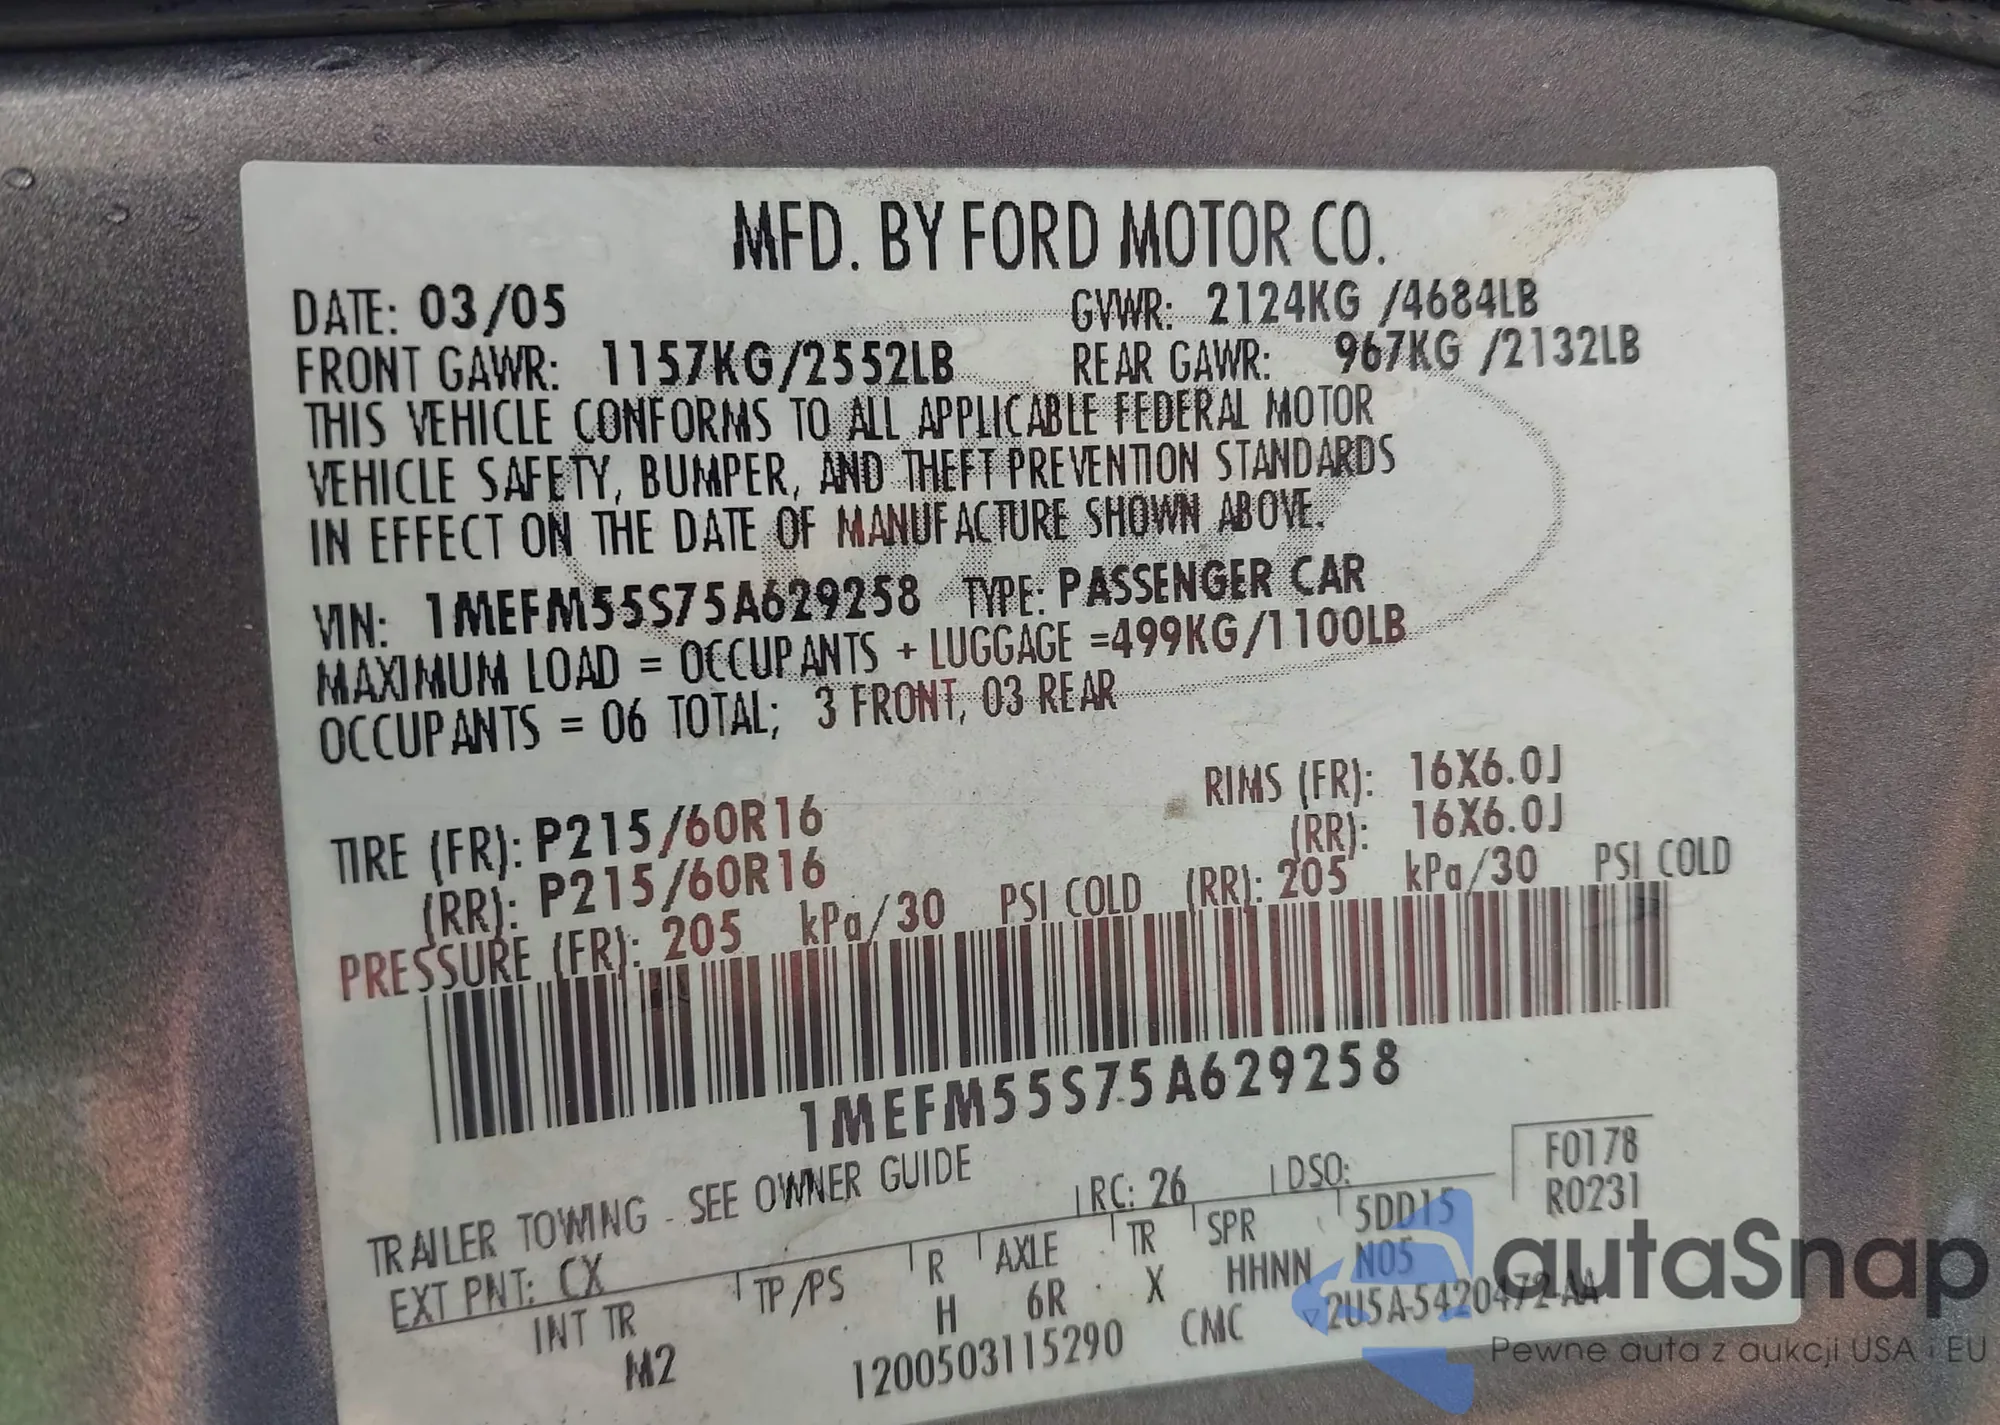 MFD. BY FORD MOTOR CO.
DATE: 03/05 GVWR: 2124KG /4684LB
FRONT GAWR: 1157KG/2552LB REAR GAWR: 967KG /2132LB
THIS VEHICLE CONFORMS TO ALL APPLICABLE FEDERAL MOTOR
VEHICLE SAFETY, BUMPER, AND THEFT PREVENTION STANDARDS
IN EFFECT ON THE DATE OF MANUFACTURE SHOWN ABOVE.
VIN: 1MEFM55S75A629258 TYPE: PASSENGER CAR
MAXIMUM LOAD = OCCUPANTS + LUGGAGE =499KG/1100LB
OCCUPANTS = 06 TOTAL; 3 FRONT, 03 REAR
TIRE (FR): P215/60R16 RIMS (FR): 16X6.0J
(RR): P215/60R16 (RR): 16X6.0J
PRESSURE (FR): 205 kPa/30 PSI COLD (RR): 205 kPa/30 PSI COLD
1MEFM55S75A629258
TRAILER TOWING - SEE OWNER GUIDE
EXT PNT: CX RC: 26 DSO: F0178
R0231
INT TR TP/PS R AXLE TR SPR 5DD15
M2 H 6R X HHNN N05
1200503115290 CMC ▽2U5A-5420472-AA
autaSnap
Pewne auta z aukcji USA i EU